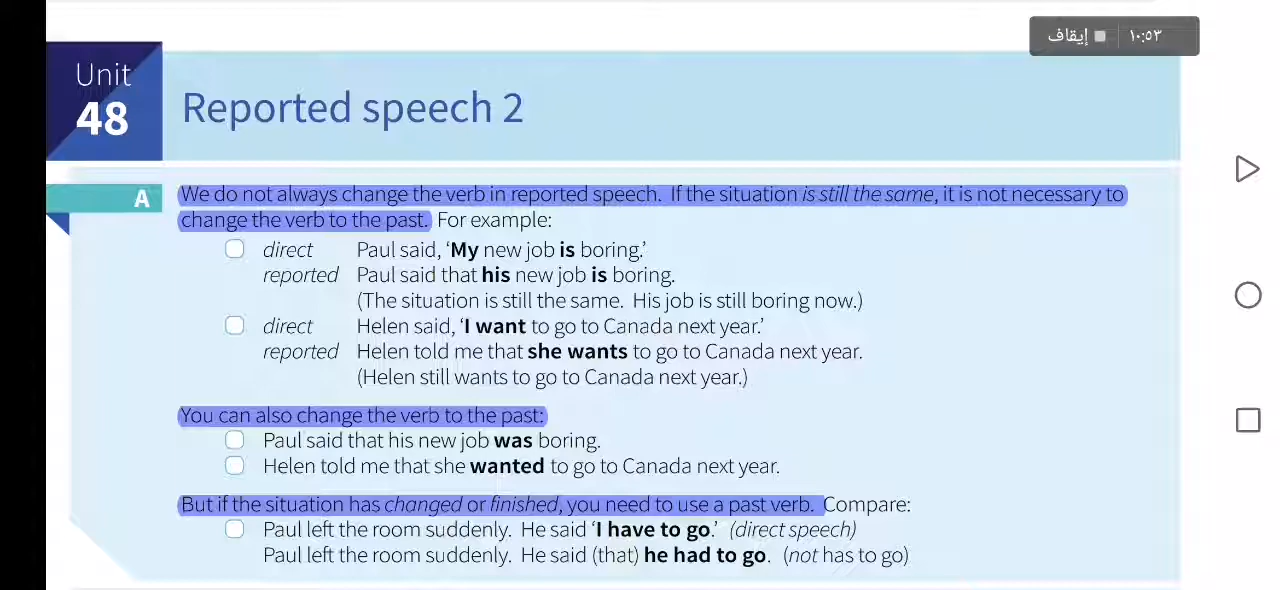 إيقاف ١٠:٥٣
Unit
48
Reported speech 2
A
We do not always change the verb in reported speech. If the situation is still the same, it is not necessary to
change the verb to the past. For example:
direct Paul said, ‘My new job is boring.’
reported Paul said that his new job is boring.
(The situation is still the same. His job is still boring now.)
direct Helen said, ‘I want to go to Canada next year.’
reported Helen told me that she wants to go to Canada next year.
(Helen still wants to go to Canada next year.)
You can also change the verb to the past:
Paul said that his new job was boring.
Helen told me that she wanted to go to Canada next year.
But if the situation has changed or finished, you need to use a past verb. Compare:
Paul left the room suddenly. He said ‘I have to go.’ (direct speech)
Paul left the room suddenly. He said (that) he had to go. (not has to go)